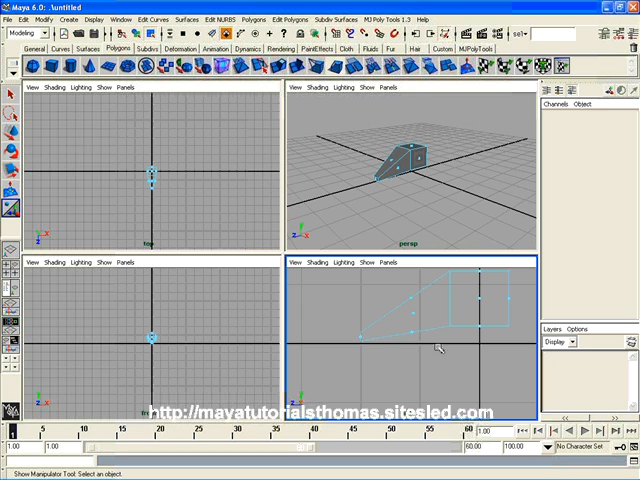 Maya 6.0: .\untitled
File Edit Modify Create Display Window Edit Curves Surfaces Edit NURBS Polygons Edit Polygons Subdiv Surfaces MJ Poly Tools 1.3 Help
Modeling sel*
General Curves Surfaces Polygons Subdivs Deformation Animation Dynamics Rendering PaintEffects Cloth Fluids Fur Hair Custom MJPolyTools
View Shading Lighting Show Panels
View Shading Lighting Show Panels
Channels Object
top
persp
View Shading Lighting Show Panels
View Shading Lighting Show Panels
Layers Options
Display
http://mayatutorialsthomas.sitesled.com
1 5 10 15 20 25 30 35 40 45 50 55 60 1.00
1.00 1.00 60.00 100.00 No Character Set
Show Manipulator Tool: Select an object.